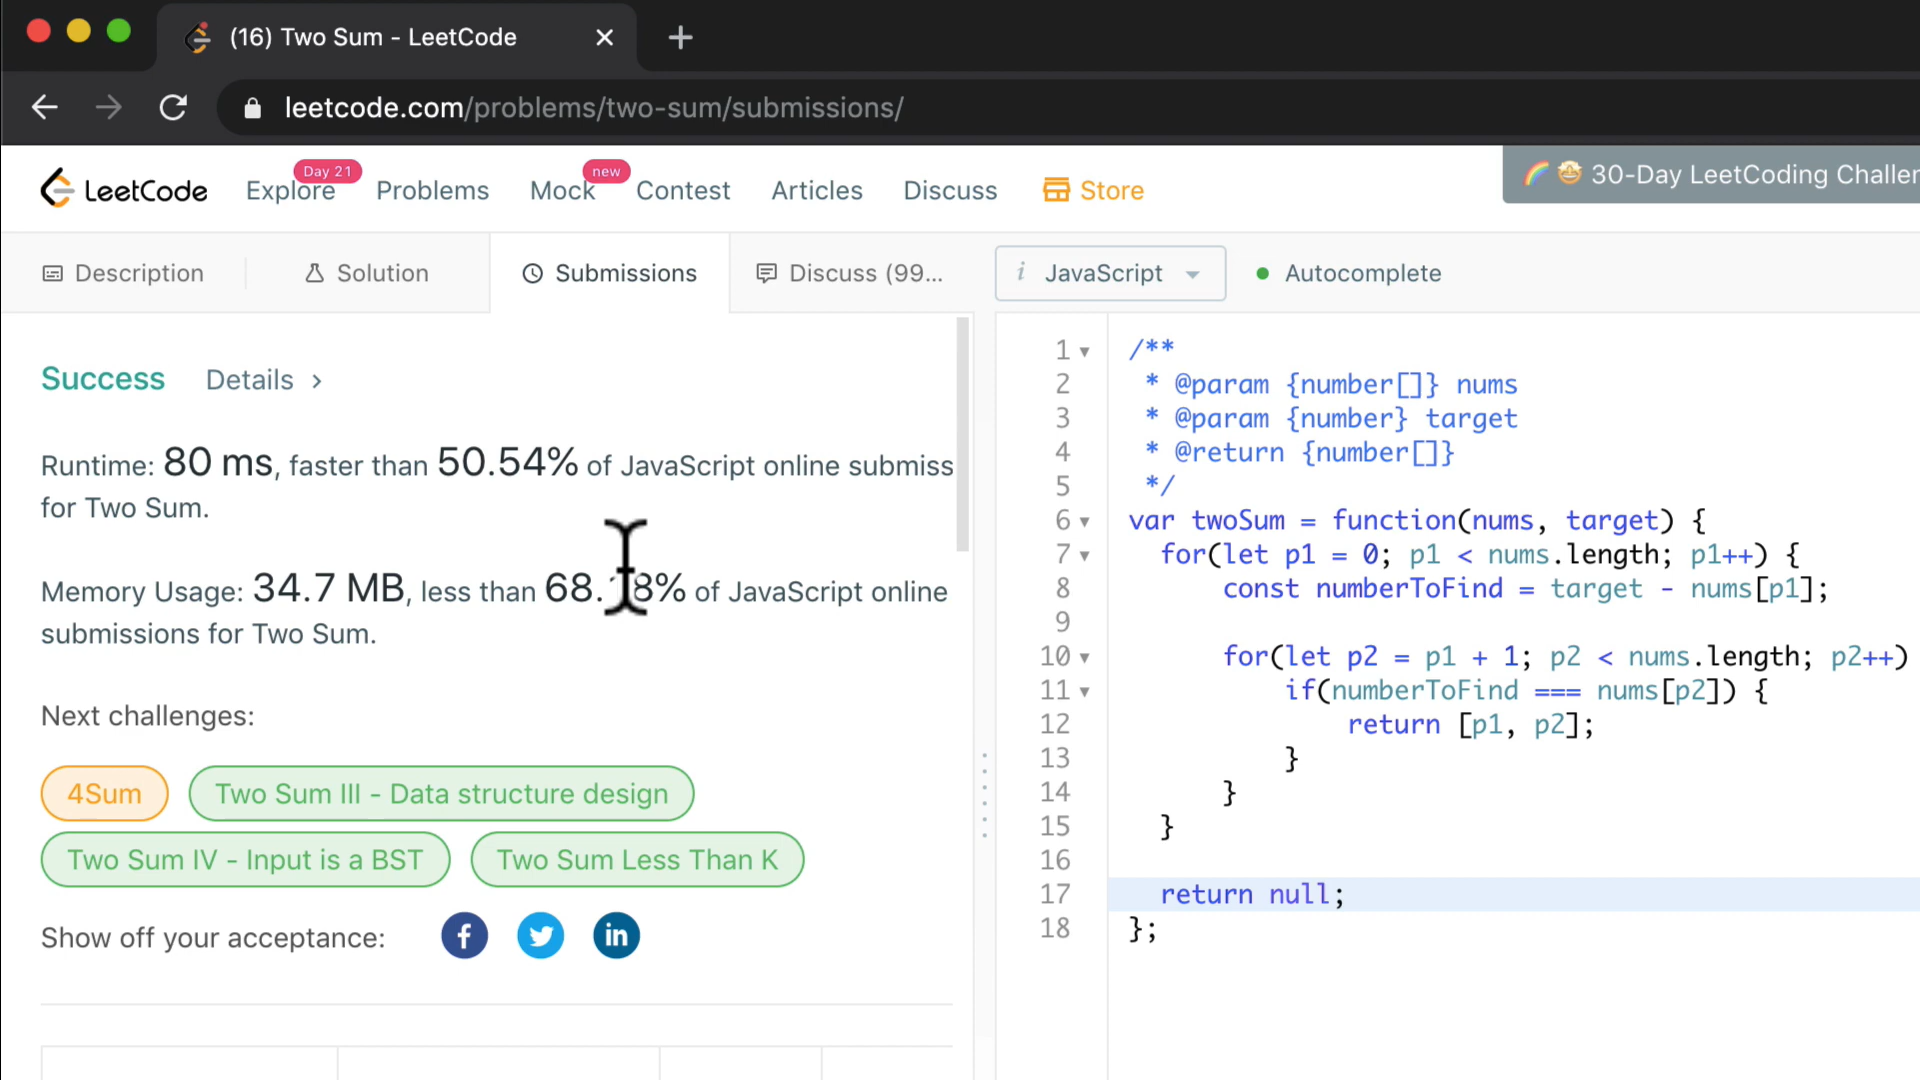 (16) Two Sum - LeetCode
leetcode.com/problems/two-sum/submissions/
LeetCode Explore Day 21 Problems Mock new Contest Articles Discuss Store
30-Day LeetCoding
Description Solution Submissions Discuss (99...
i JavaScript Autocomplete
Success Details >
Runtime: 80 ms, faster than 50.54% of JavaScript online
for Two Sum.
Memory Usage: 34.7 MB, less than of JavaScript online
submissions for Two Sum.
Next challenges:
4Sum Two Sum III - Data structure design
Two Sum IV - Input is a BST Two Sum Less Than K
Show off your acceptance: f in
1 /**
2 * @param {number[]} nums
3 * @param {number} target
4 * @return {number[]}
5 */
6 var twoSum = function(nums, target) {
7 for(let p1 = 0; p1 < nums.length; p1++) {
8 const numberToFind = target - nums[p1];
9
10 for(let p2 = p1 + 1; p2 < nums.length; p2++)
11 if(numberToFind === nums[p2]) {
12 return [p1, p2];
13 }
14 }
15 }
16
17 return null;
18 };